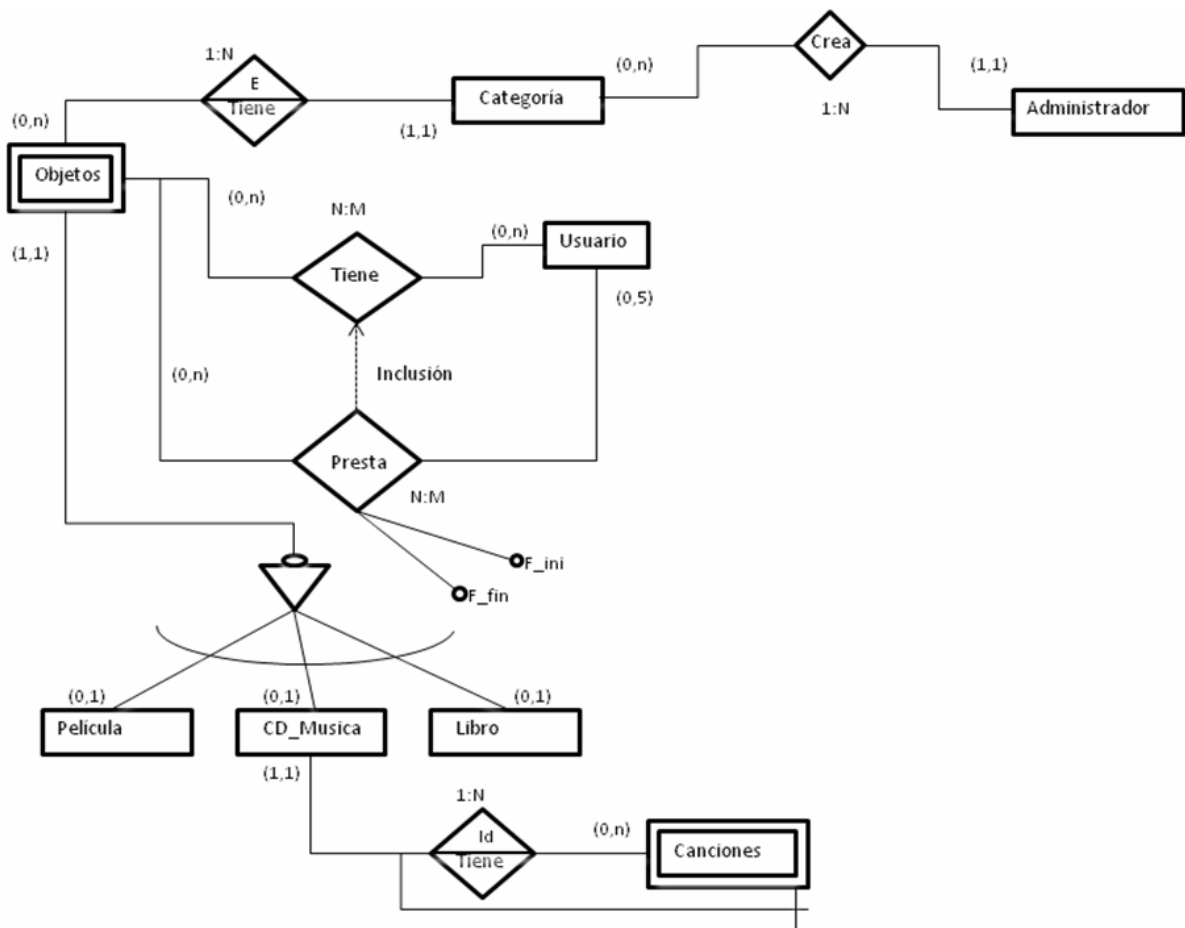 Crea
1:N
(0,n)
(1,1)
E
Tiene
Categoría
Administrador
(0,n)
(1,1)
1:N
Objetos
(0,n)
N:M
(0,n)
Usuario
(1,1)
Tiene
(0,5)
(0,n)
Inclusión
Presta
N:M
F_ini
F_fin
(0,1)
(0,1)
(0,1)
Película
CD_Musica
Libro
(1,1)
1:N
(0,n)
Id
Tiene
Canciones